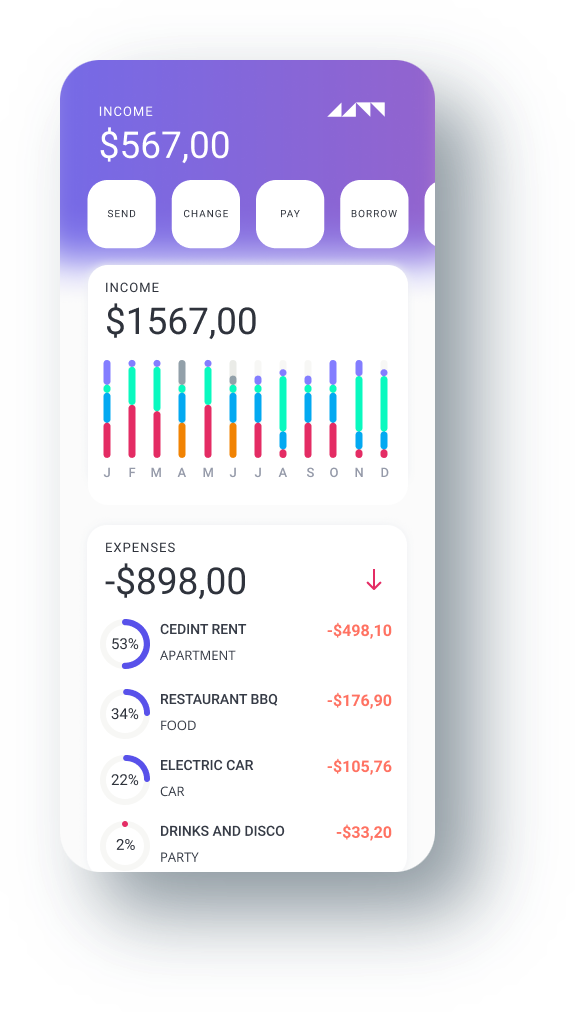 INCOME
$567,00
SEND CHANGE PAY BORROW
INCOME
$1567,00
J F M A M J J A S O N D
EXPENSES
-$898,00
53% CEDINT RENT -$498,10
APARTMENT
34% RESTAURANT BBQ -$176,90
FOOD
22% ELECTRIC CAR -$105,76
CAR
2% DRINKS AND DISCO -$33,20
PARTY